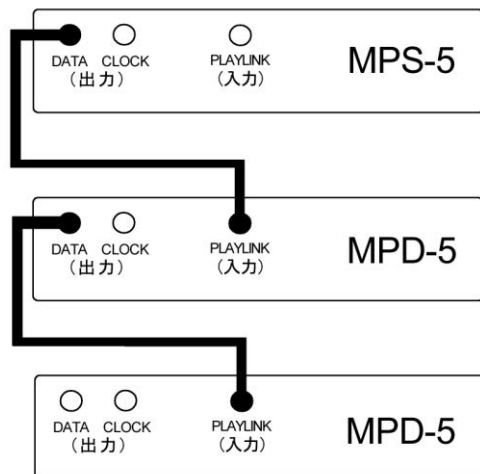 DATA CLOCK PLAYLINK MPS-5
(出力) (入力)
DATA CLOCK PLAYLINK MPD-5
(出力) (入力)
DATA CLOCK PLAYLINK MPD-5
(出力) (入力)